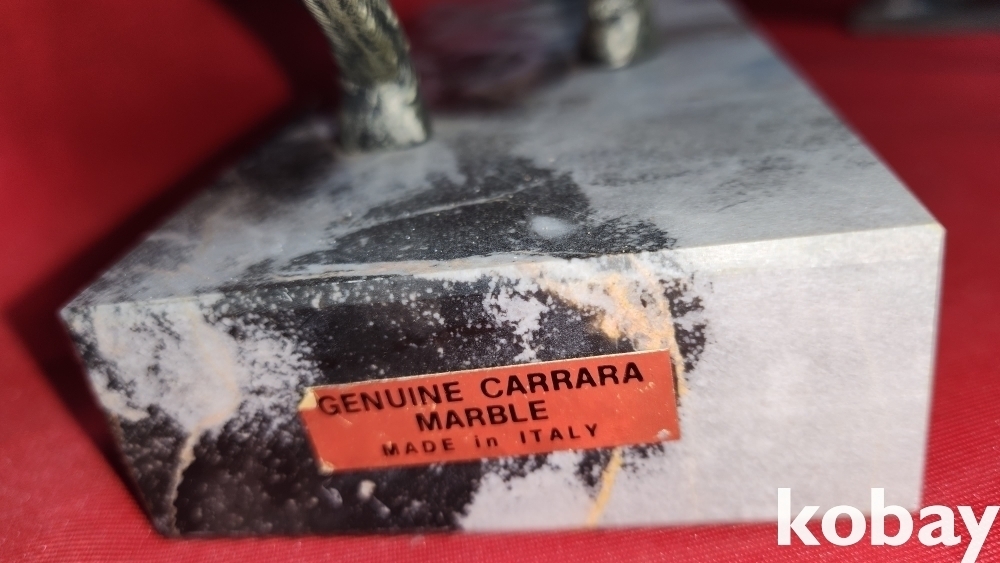 GENUINE CARRARA
MARBLE
MADE in ITALY
kobay